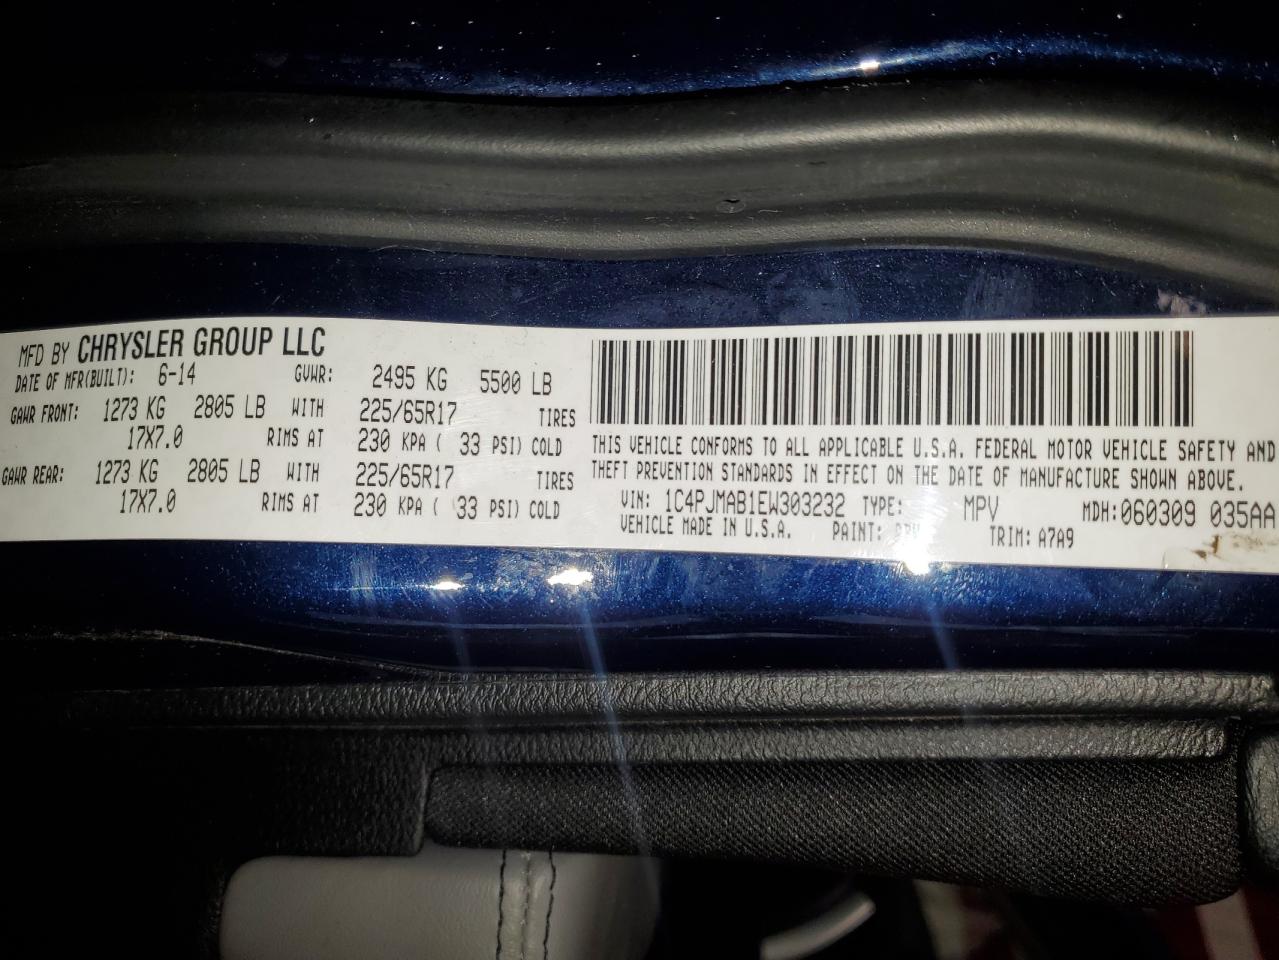 MFD BY CHRYSLER GROUP LLC
DATE OF MFR(BUILT): 6-14 GVWR: 2495 KG 5500 LB
GAWR FRONT: 1273 KG 2805 LB WITH 225/65R17 TIRES
17X7.0 RIMS AT 230 KPA ( 33 PSI) COLD
GAWR REAR: 1273 KG 2805 LB WITH 225/65R17 TIRES
17X7.0 RIMS AT 230 KPA ( 33 PSI) COLD
THIS VEHICLE CONFORMS TO ALL APPLICABLE U.S.A. FEDERAL MOTOR VEHICLE SAFETY AND
THEFT PREVENTION STANDARDS IN EFFECT ON THE DATE OF MANUFACTURE SHOWN ABOVE.
VIN: 1C4PJMAB1EW303232 TYPE: MPV MDH:060309 035AA
VEHICLE MADE IN U.S.A. PAINT: TRIM: A7A9